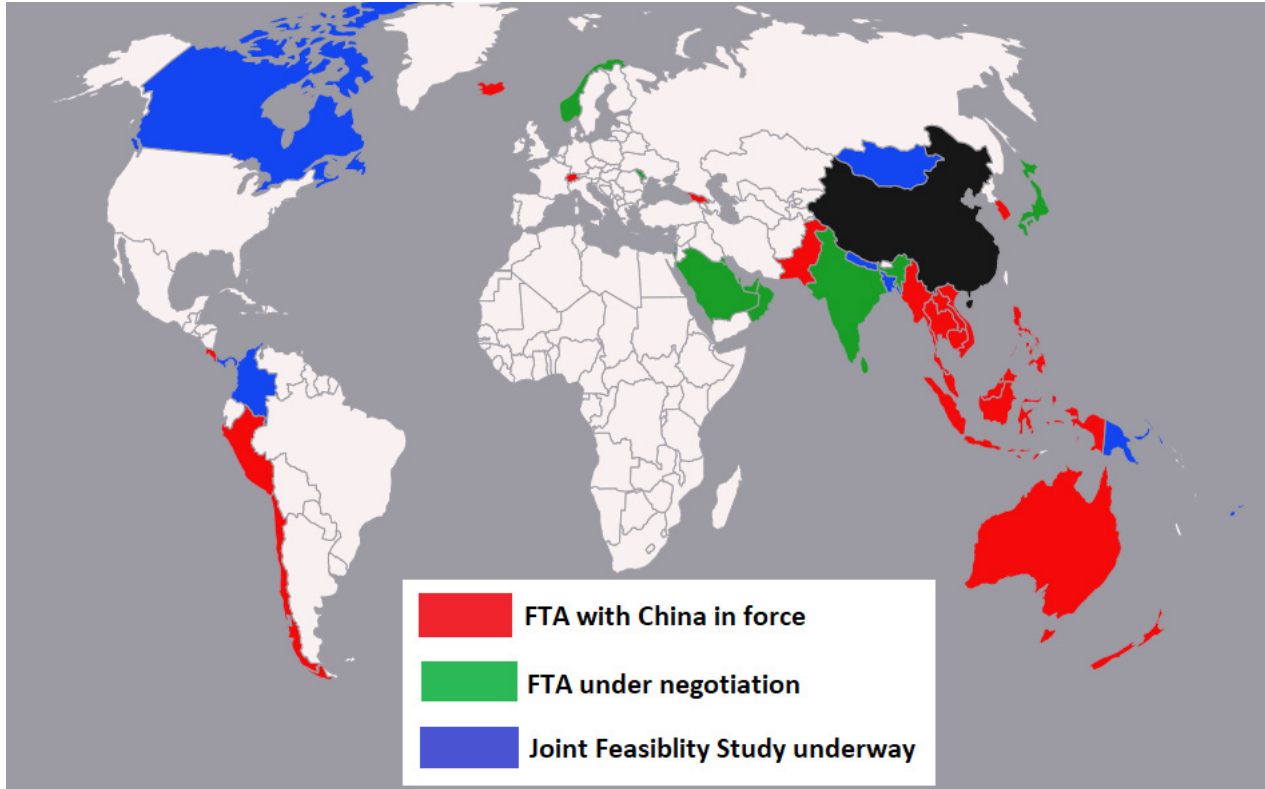 FTA with China in force
FTA under negotiation
Joint Feasiblity Study underway